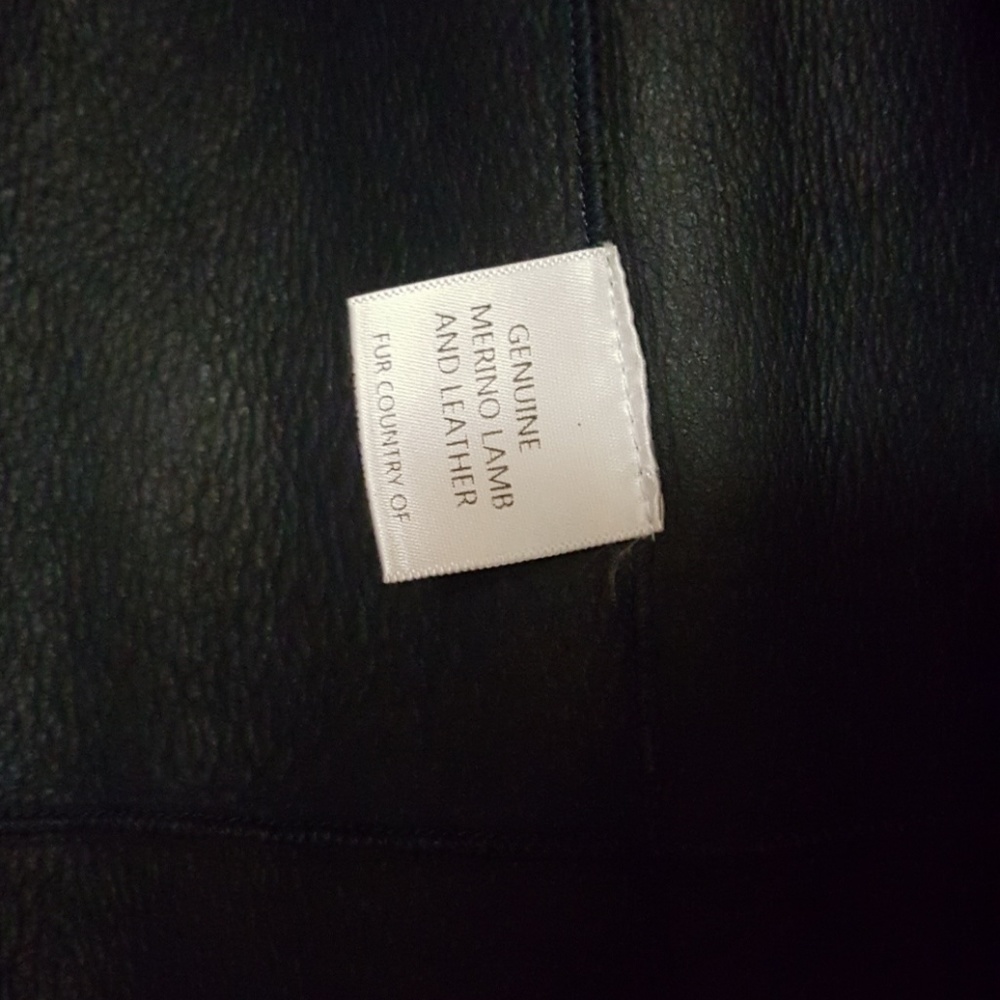 GENUINE
MERINO LAMB
AND LEATHER
FUR COUNTRY OF